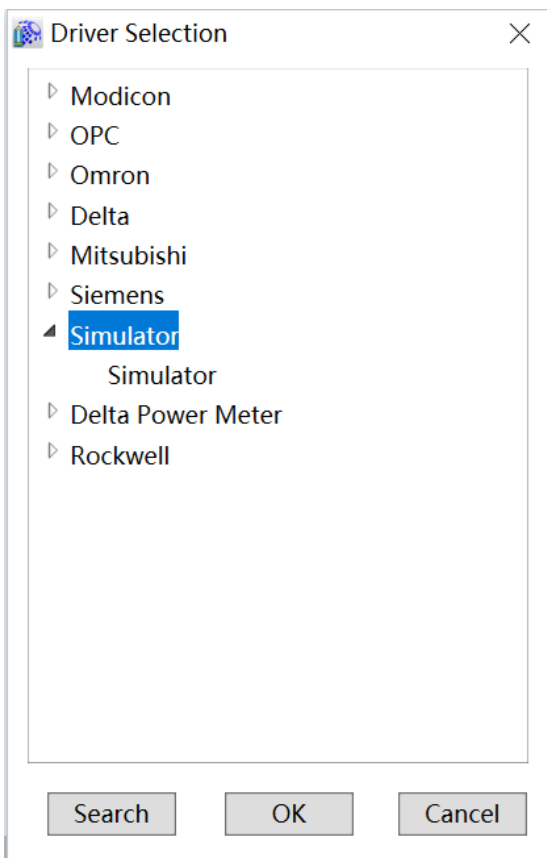 Driver Selection
Modicon
OPC
Omron
Delta
Mitsubishi
Siemens
Simulator
Simulator
Delta Power Meter
Rockwell
Search OK Cancel